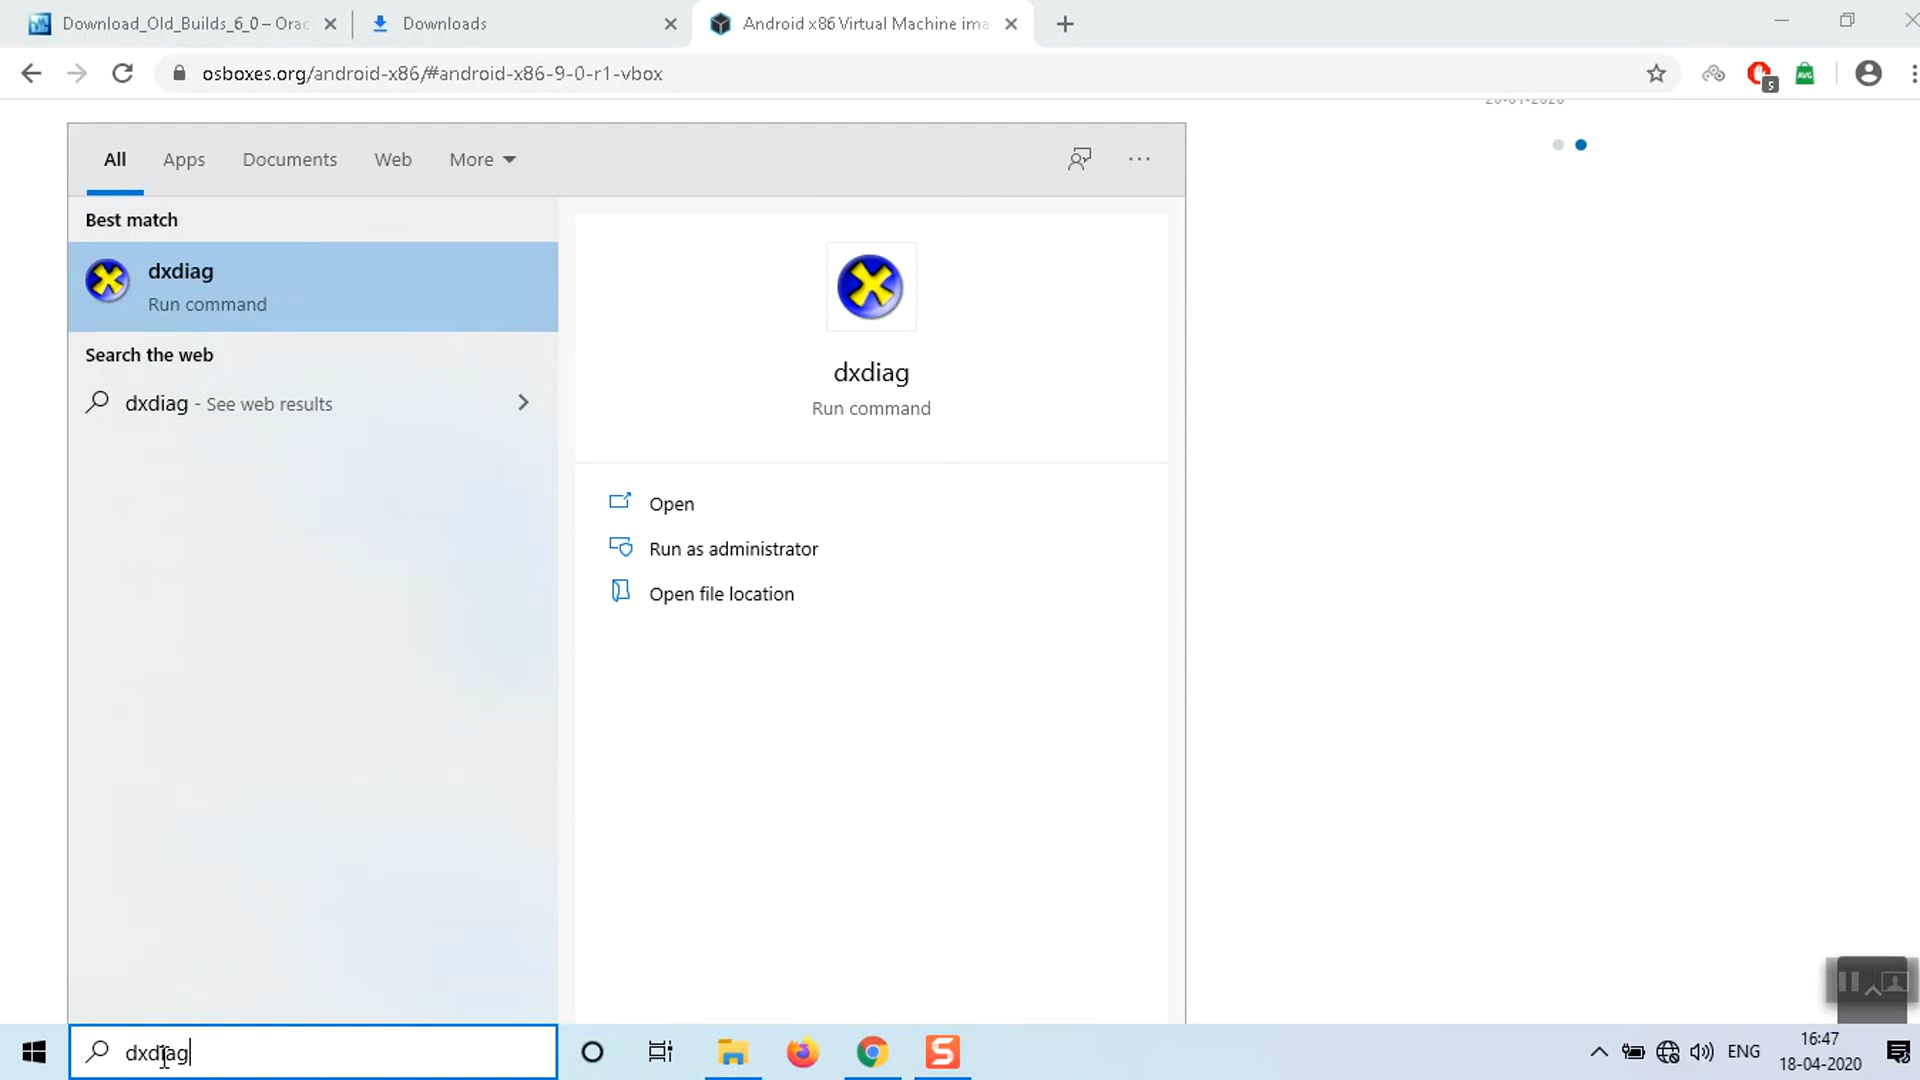 Download_Old_Builds_6_0 – Orac
Downloads
Android x86 Virtual Machine ima
osboxes.org/android-x86/#android-x86-9-0-r1-vbox
5
AVG
All
Apps
Documents
Web
More
Best match
dxdiag
Run command
Search the web
dxdiag - See web results
dxdiag
Run command
Open
Run as administrator
Open file location
dxdiag
S
ENG
16:47
18-04-2020